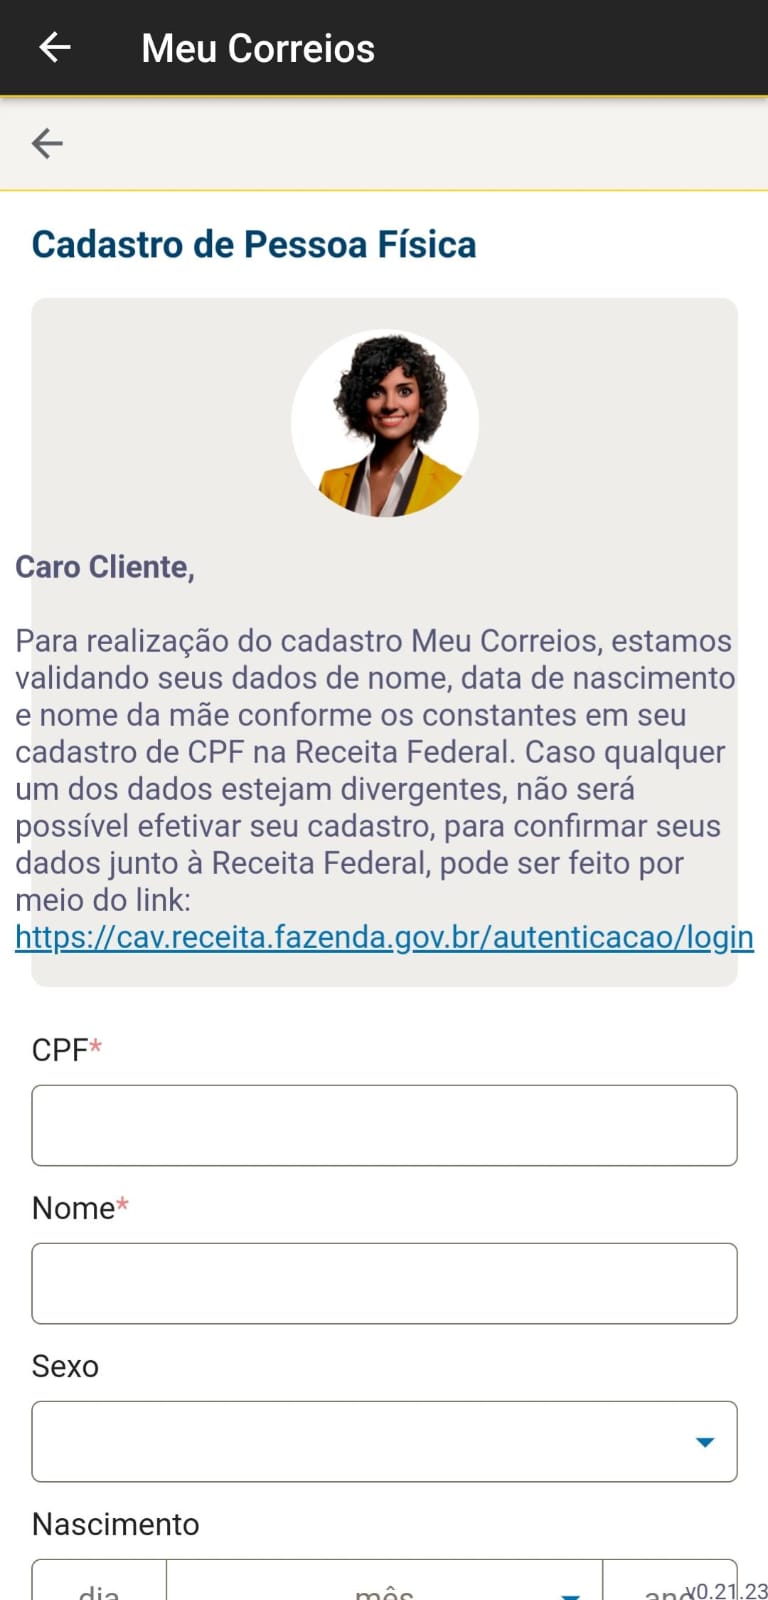 Meu Correios
Cadastro de Pessoa Física
Caro Cliente,
Para realização do cadastro Meu Correios, estamos
validando seus dados de nome, data de nascimento
e nome da mãe conforme os constantes em seu
cadastro de CPF na Receita Federal. Caso qualquer
um dos dados estejam divergentes, não será
possível efetivar seu cadastro, para confirmar seus
dados junto à Receita Federal, pode ser feito por
meio do link:
https://cav.receita.fazenda.gov.br/autenticacao/login
CPF*
Nome*
Sexo
Nascimento
dia mês ano
v0.21.23